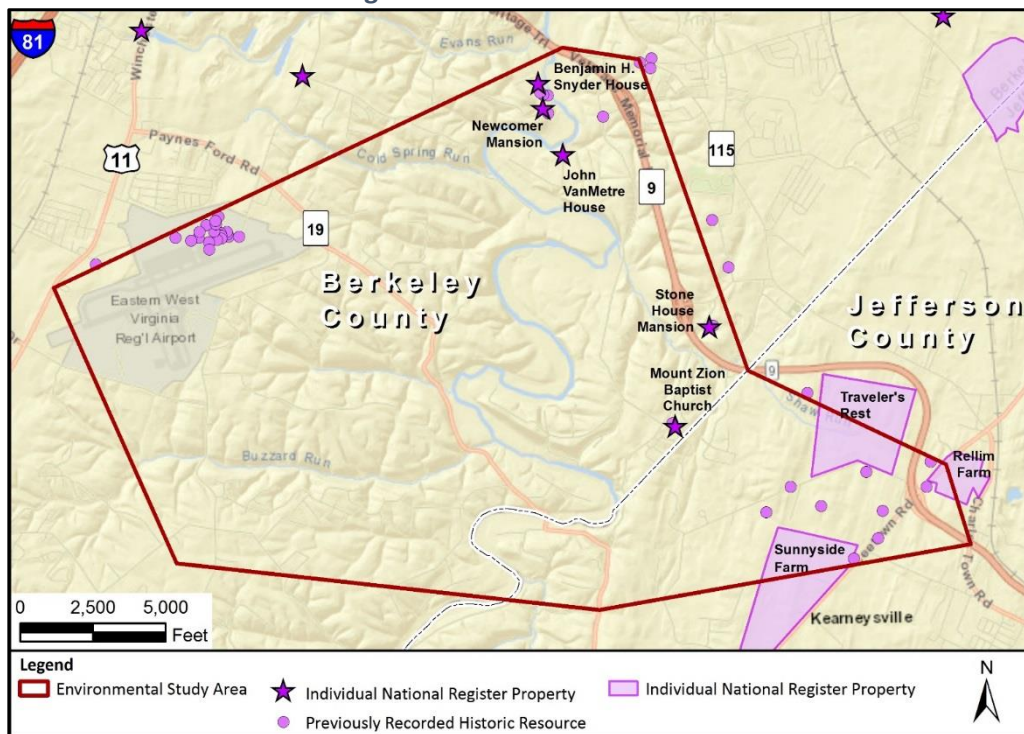 81
Evans Run
Memorial
Benjamin H.
Snyder House
Newcomer
Mansion
Paynes Ford Rd
Cold Spring Run
11
115
John
VanMetre
House
9
19
Berkeley
County
Eastern West
Virginia
Reg'l Airport
Stone
House
Mansion
Jefferson
County
9
Mount Zion
Baptist
Church
Traveler's
Rest
Buzzard Run
Rellim
Farm
Sunnyside
Farm
Town Rd
Kearneysville
0 2,500 5,000
Feet
Legend
N
Environmental Study Area
Individual National Register Property
Individual National Register Property
Previously Recorded Historic Resource